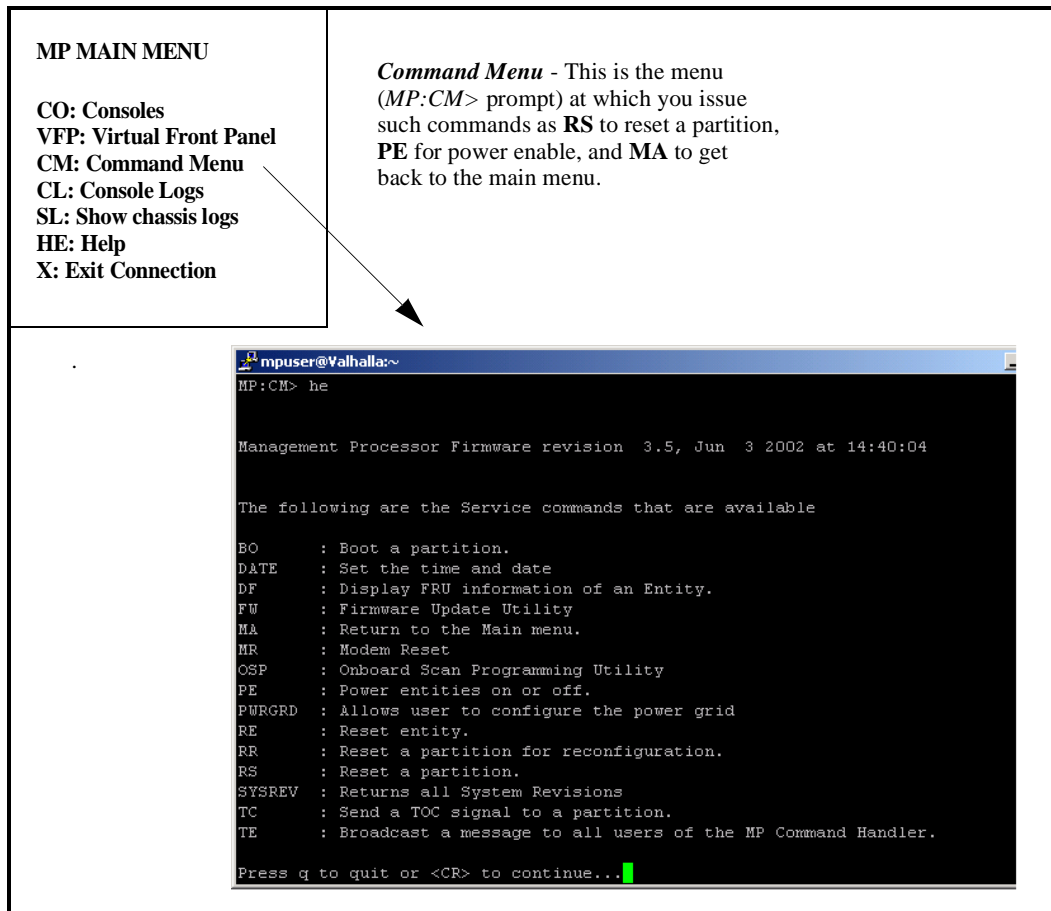 MP MAIN MENU
CO: Consoles
VFP: Virtual Front Panel
CM: Command Menu
CL: Console Logs
SL: Show chassis logs
HE: Help
X: Exit Connection
Command Menu - This is the menu
(MP:CM> prompt) at which you issue
such commands as RS to reset a partition,
PE for power enable, and MA to get
back to the main menu.
.
mpuser@Valhalla:~
MP:CM> he
Management Processor Firmware revision  3.5, Jun  3 2002 at 14:40:04
The following are the Service commands that are available
BO      : Boot a partition.
DATE    : Set the time and date
DF      : Display FRU information of an Entity.
FW      : Firmware Update Utility
MA      : Return to the Main menu.
MR      : Modem Reset
OSP     : Onboard Scan Programming Utility
PE      : Power entities on or off.
PWRGRD  : Allows user to configure the power grid
RE      : Reset entity.
RR      : Reset a partition for reconfiguration.
RS      : Reset a partition.
SYSREV  : Returns all System Revisions
TC      : Send a TOC signal to a partition.
TE      : Broadcast a message to all users of the MP Command Handler.
Press q to quit or <CR> to continue...